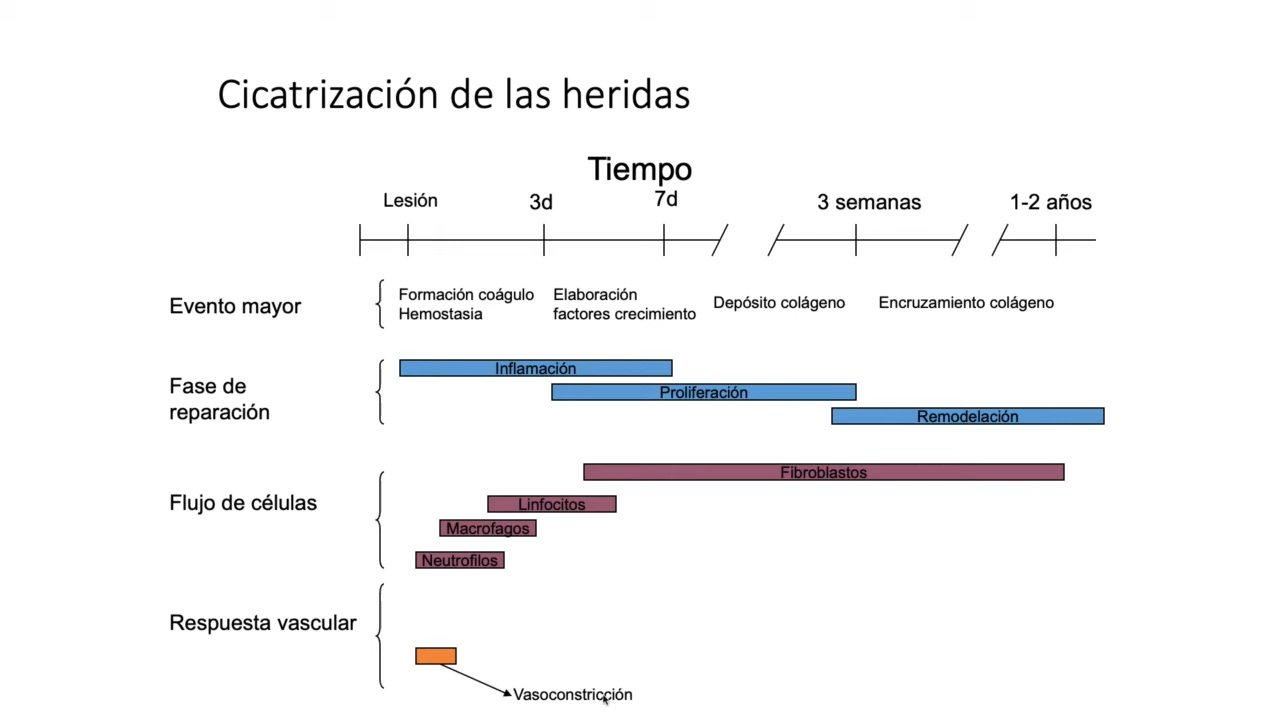 Cicatrización de las heridas
Tiempo
Lesión
3d
7d
3 semanas
1-2 años
Evento mayor
Formación coágulo
Hemostasia
Elaboración
factores crecimiento
Depósito colágeno
Encruzamiento colágeno
Fase de
reparación
Inflamación
Proliferación
Remodelación
Flujo de células
Fibroblastos
Linfocitos
Macrofagos
Neutrofilos
Respuesta vascular
Vasoconstricción